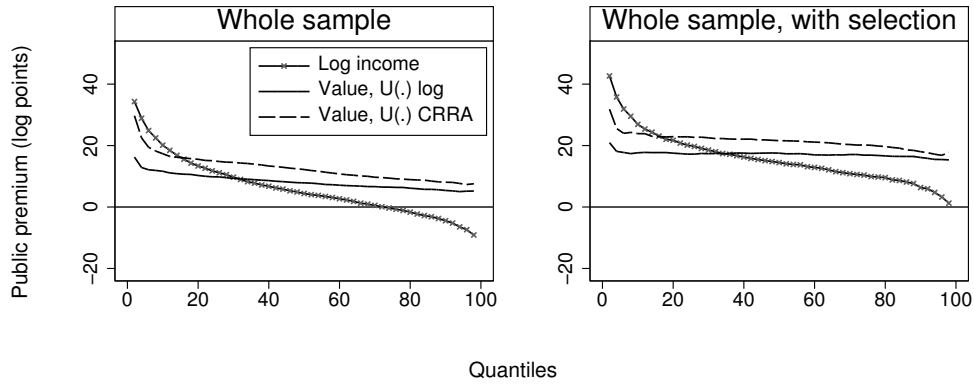 Whole sample
Whole sample, with selection
Public premium (log points)
40
20
0
−20
Log income
Value, U(.) log
Value, U(.) CRRA
0 20 40 60 80 100
40
20
0
−20
0 20 40 60 80 100
Quantiles